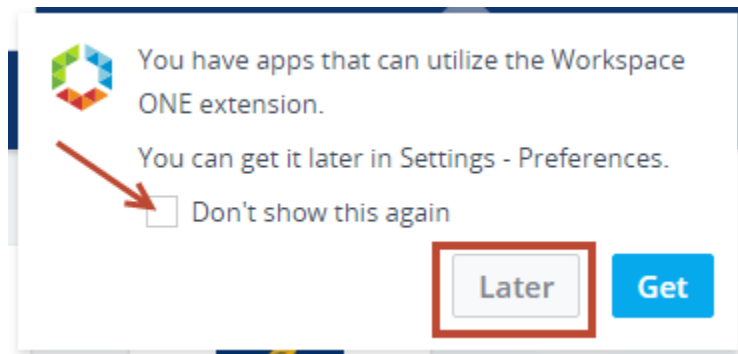 You have apps that can utilize the Workspace
ONE extension.
You can get it later in Settings - Preferences.
Don't show this again
Later
Get